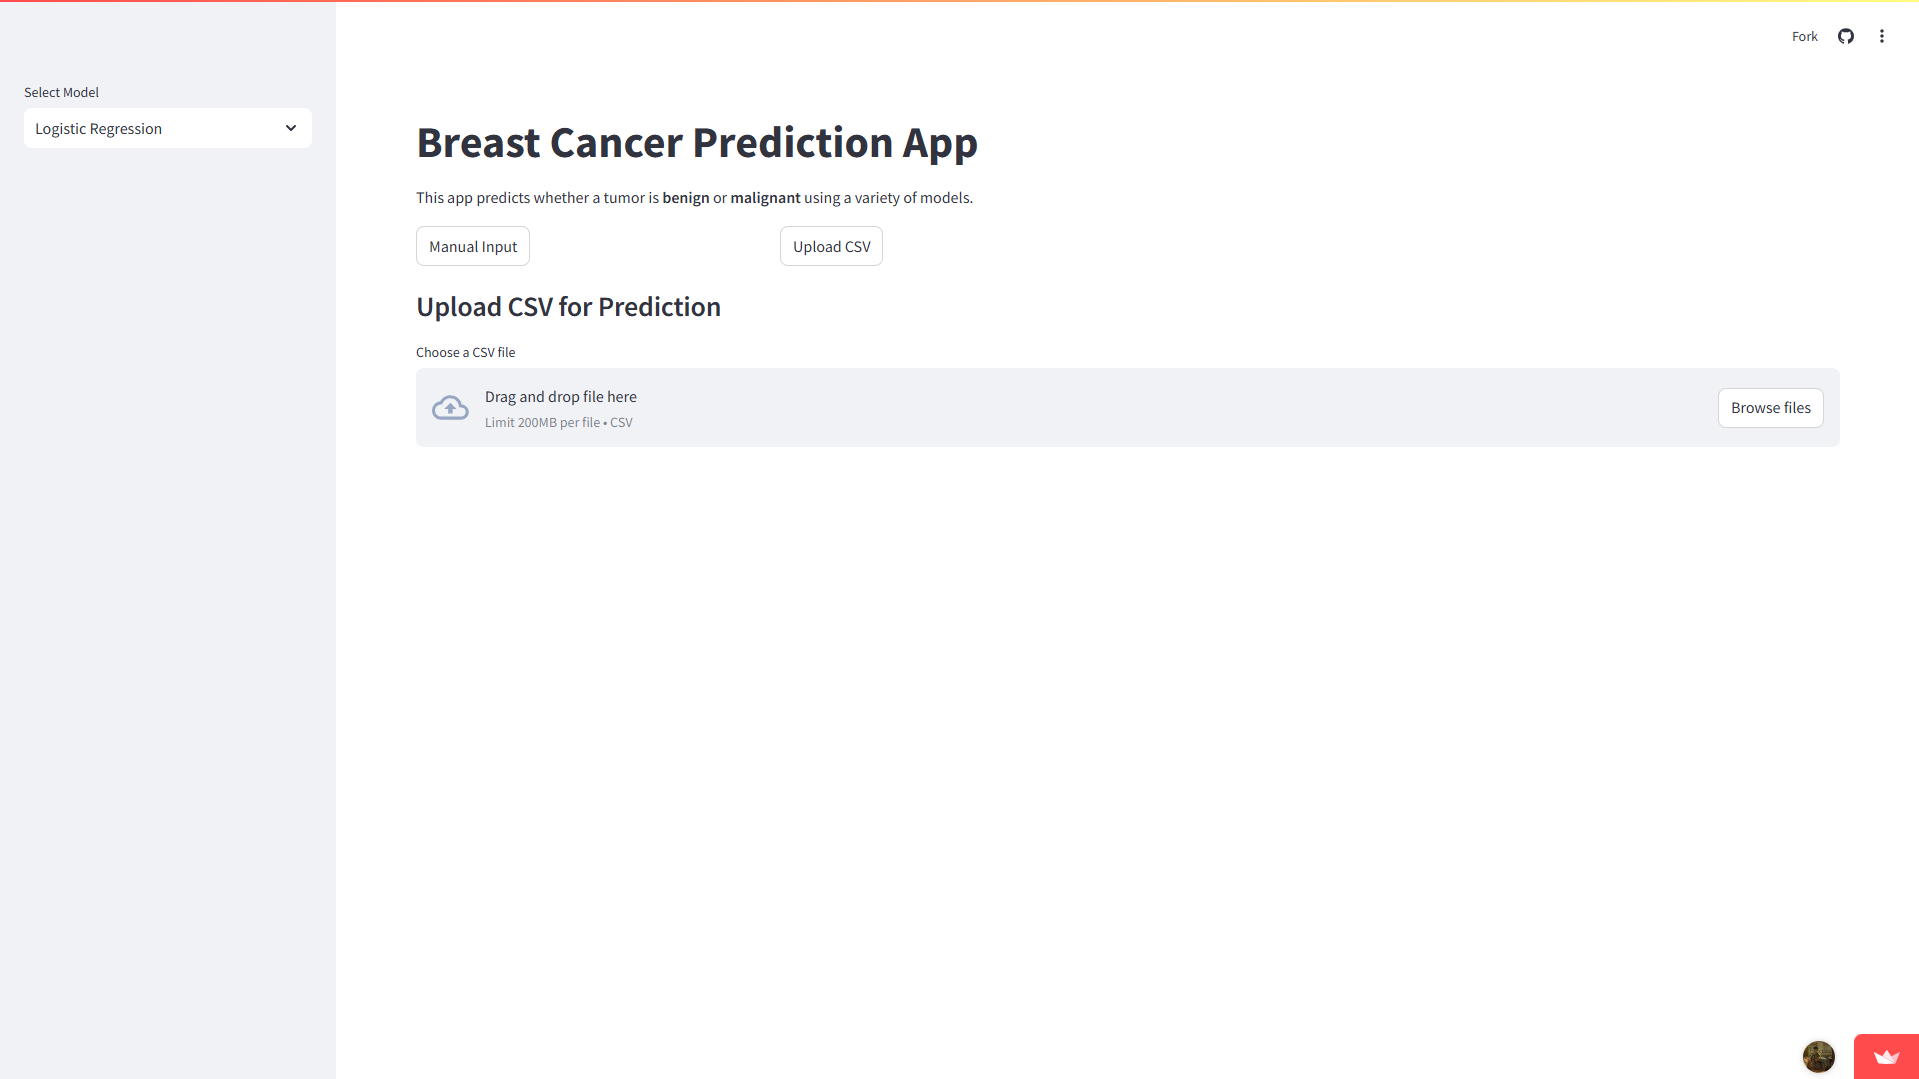 Fork
Select Model
Logistic Regression
Breast Cancer Prediction App
This app predicts whether a tumor is benign or malignant using a variety of models.
Manual Input
Upload CSV
Upload CSV for Prediction
Choose a CSV file
Drag and drop file here
Limit 200MB per file • CSV
Browse files